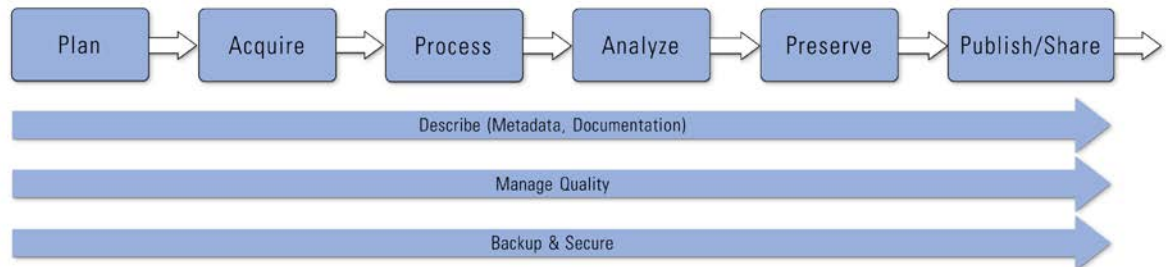 Plan Acquire Process Analyze Preserve Publish/Share
Describe (Metadata, Documentation)
Manage Quality
Backup & Secure